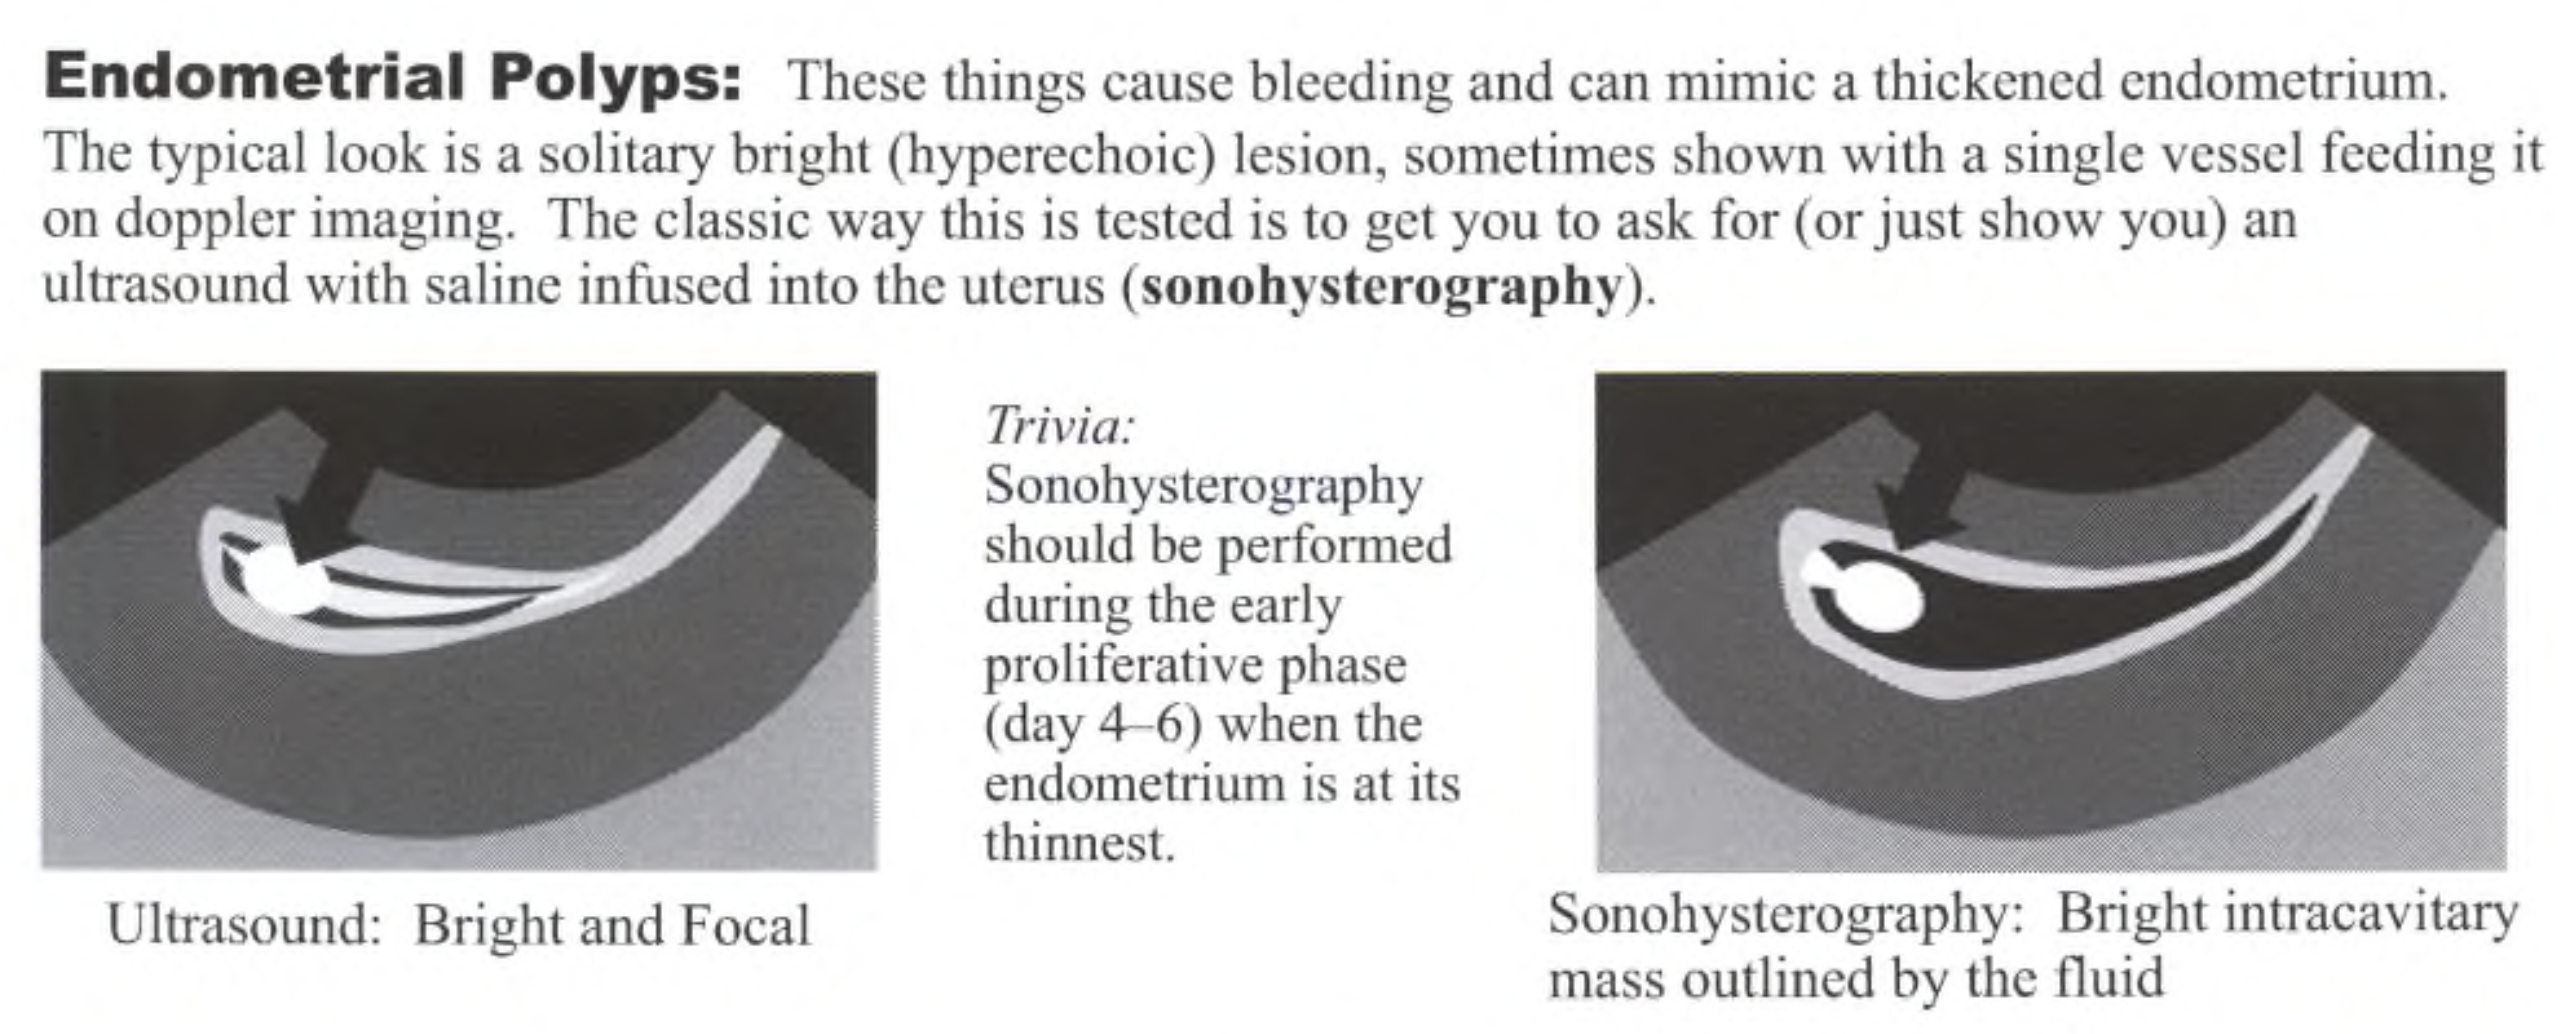 Endometrial Polyps: These things cause bleeding and can mimic a thickened endometrium.
The typical look is a solitary bright (hyperechoic) lesion, sometimes shown with a single vessel feeding it
on doppler imaging. The classic way this is tested is to get you to ask for (or just show you) an
ultrasound with saline infused into the uterus (sonohysterography).
Trivia:
Sonohysterography
should be performed
during the early
proliferative phase
(day 4–6) when the
endometrium is at its
thinnest.
Ultrasound: Bright and Focal
Sonohysterography: Bright intracavitary
mass outlined by the fluid